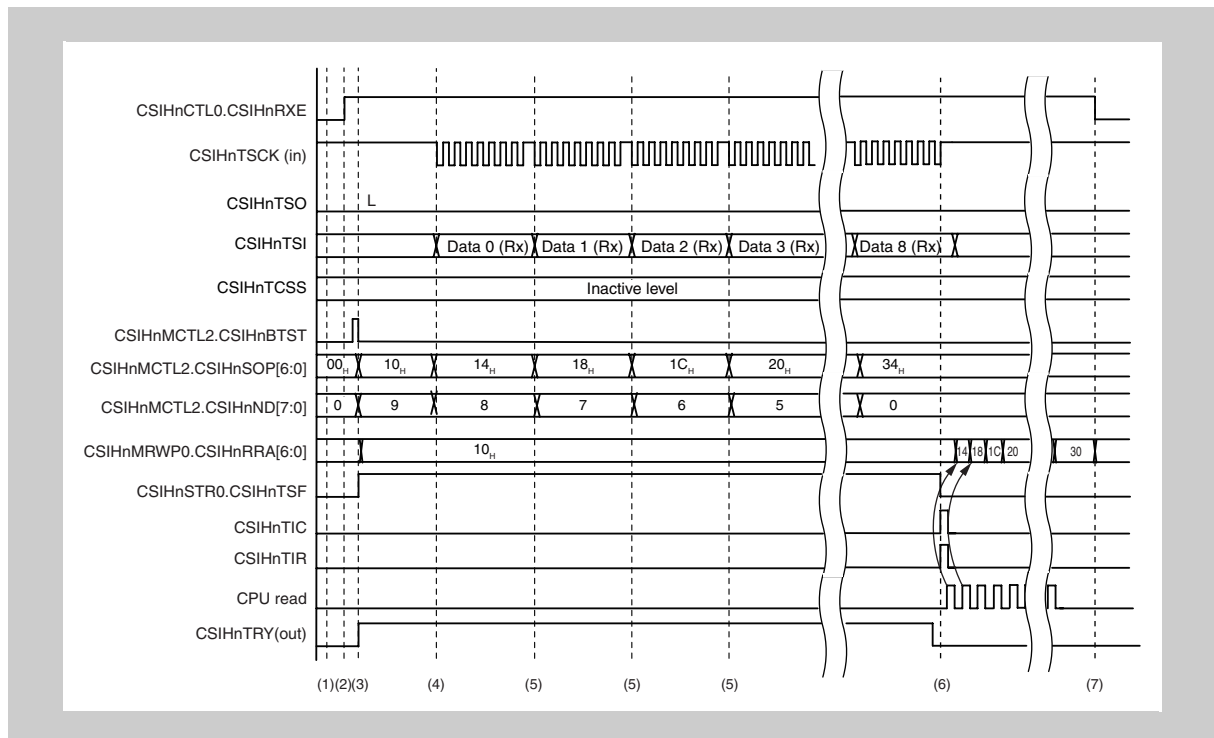 CSIHnCTL0.CSIHnRXE
CSIHnTSCK (in)
CSIHnTSO
L
CSIHnTSI
Data 0 (Rx) Data 1 (Rx) Data 2 (Rx) Data 3 (Rx) Data 8 (Rx)
CSIHnTCSS
Inactive level
CSIHnMCTL2.CSIHnBTST
CSIHnMCTL2.CSIHnSOP[6:0]
00H 10H 14H 18H 1CH 20H 34H
CSIHnMCTL2.CSIHnND[7:0]
0 9 8 7 6 5 0
CSIHnMRWP0.CSIHnRRA[6:0]
10H 14 18 1C 20 30
CSIHnSTR0.CSIHnTSF
CSIHnTIC
CSIHnTIR
CPU read
CSIHnTRY(out)
(1)(2)(3) (4) (5) (5) (5) (6) (7)